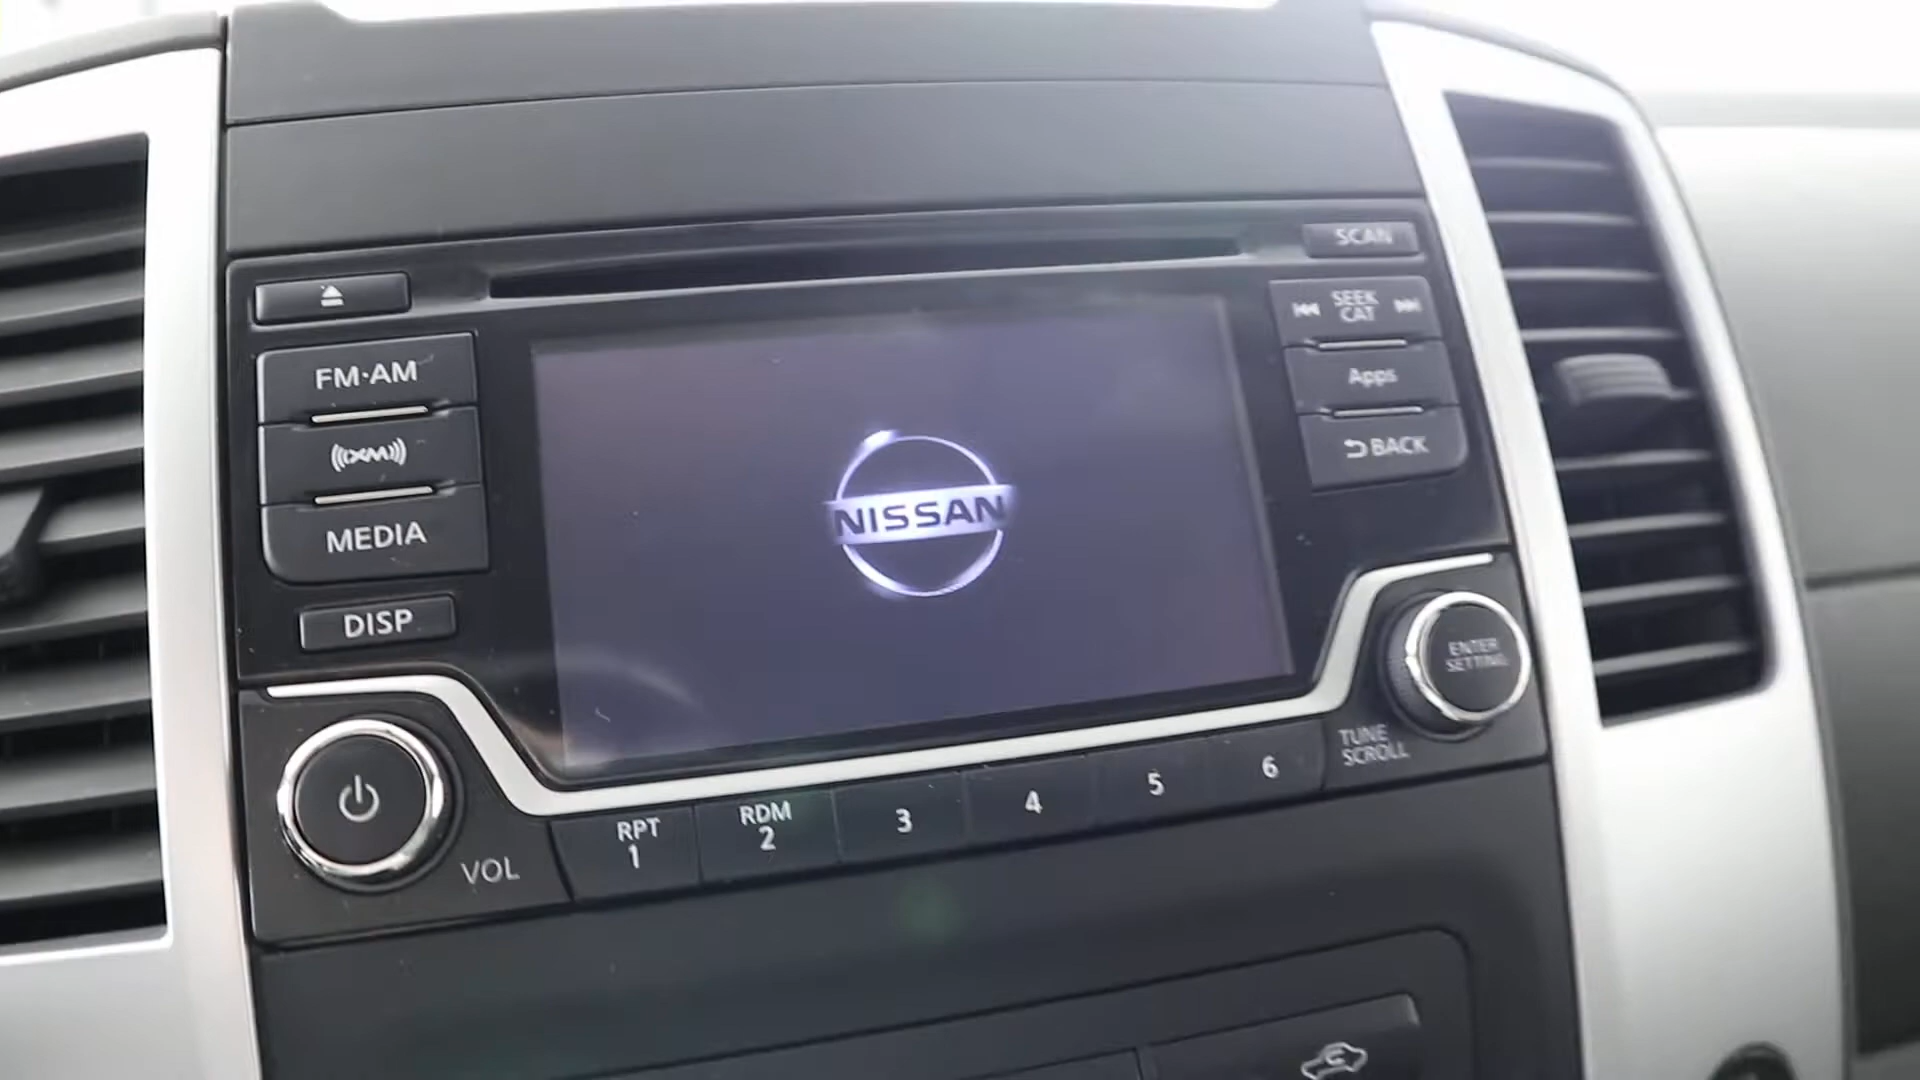 SCAN
FM·AM
SEEK
CAT
XM
Apps
MEDIA
BACK
NISSAN
DISP
ENTER
SETTING
TUNE
SCROLL
VOL
RPT
1
RDM
2
3
4
5
6